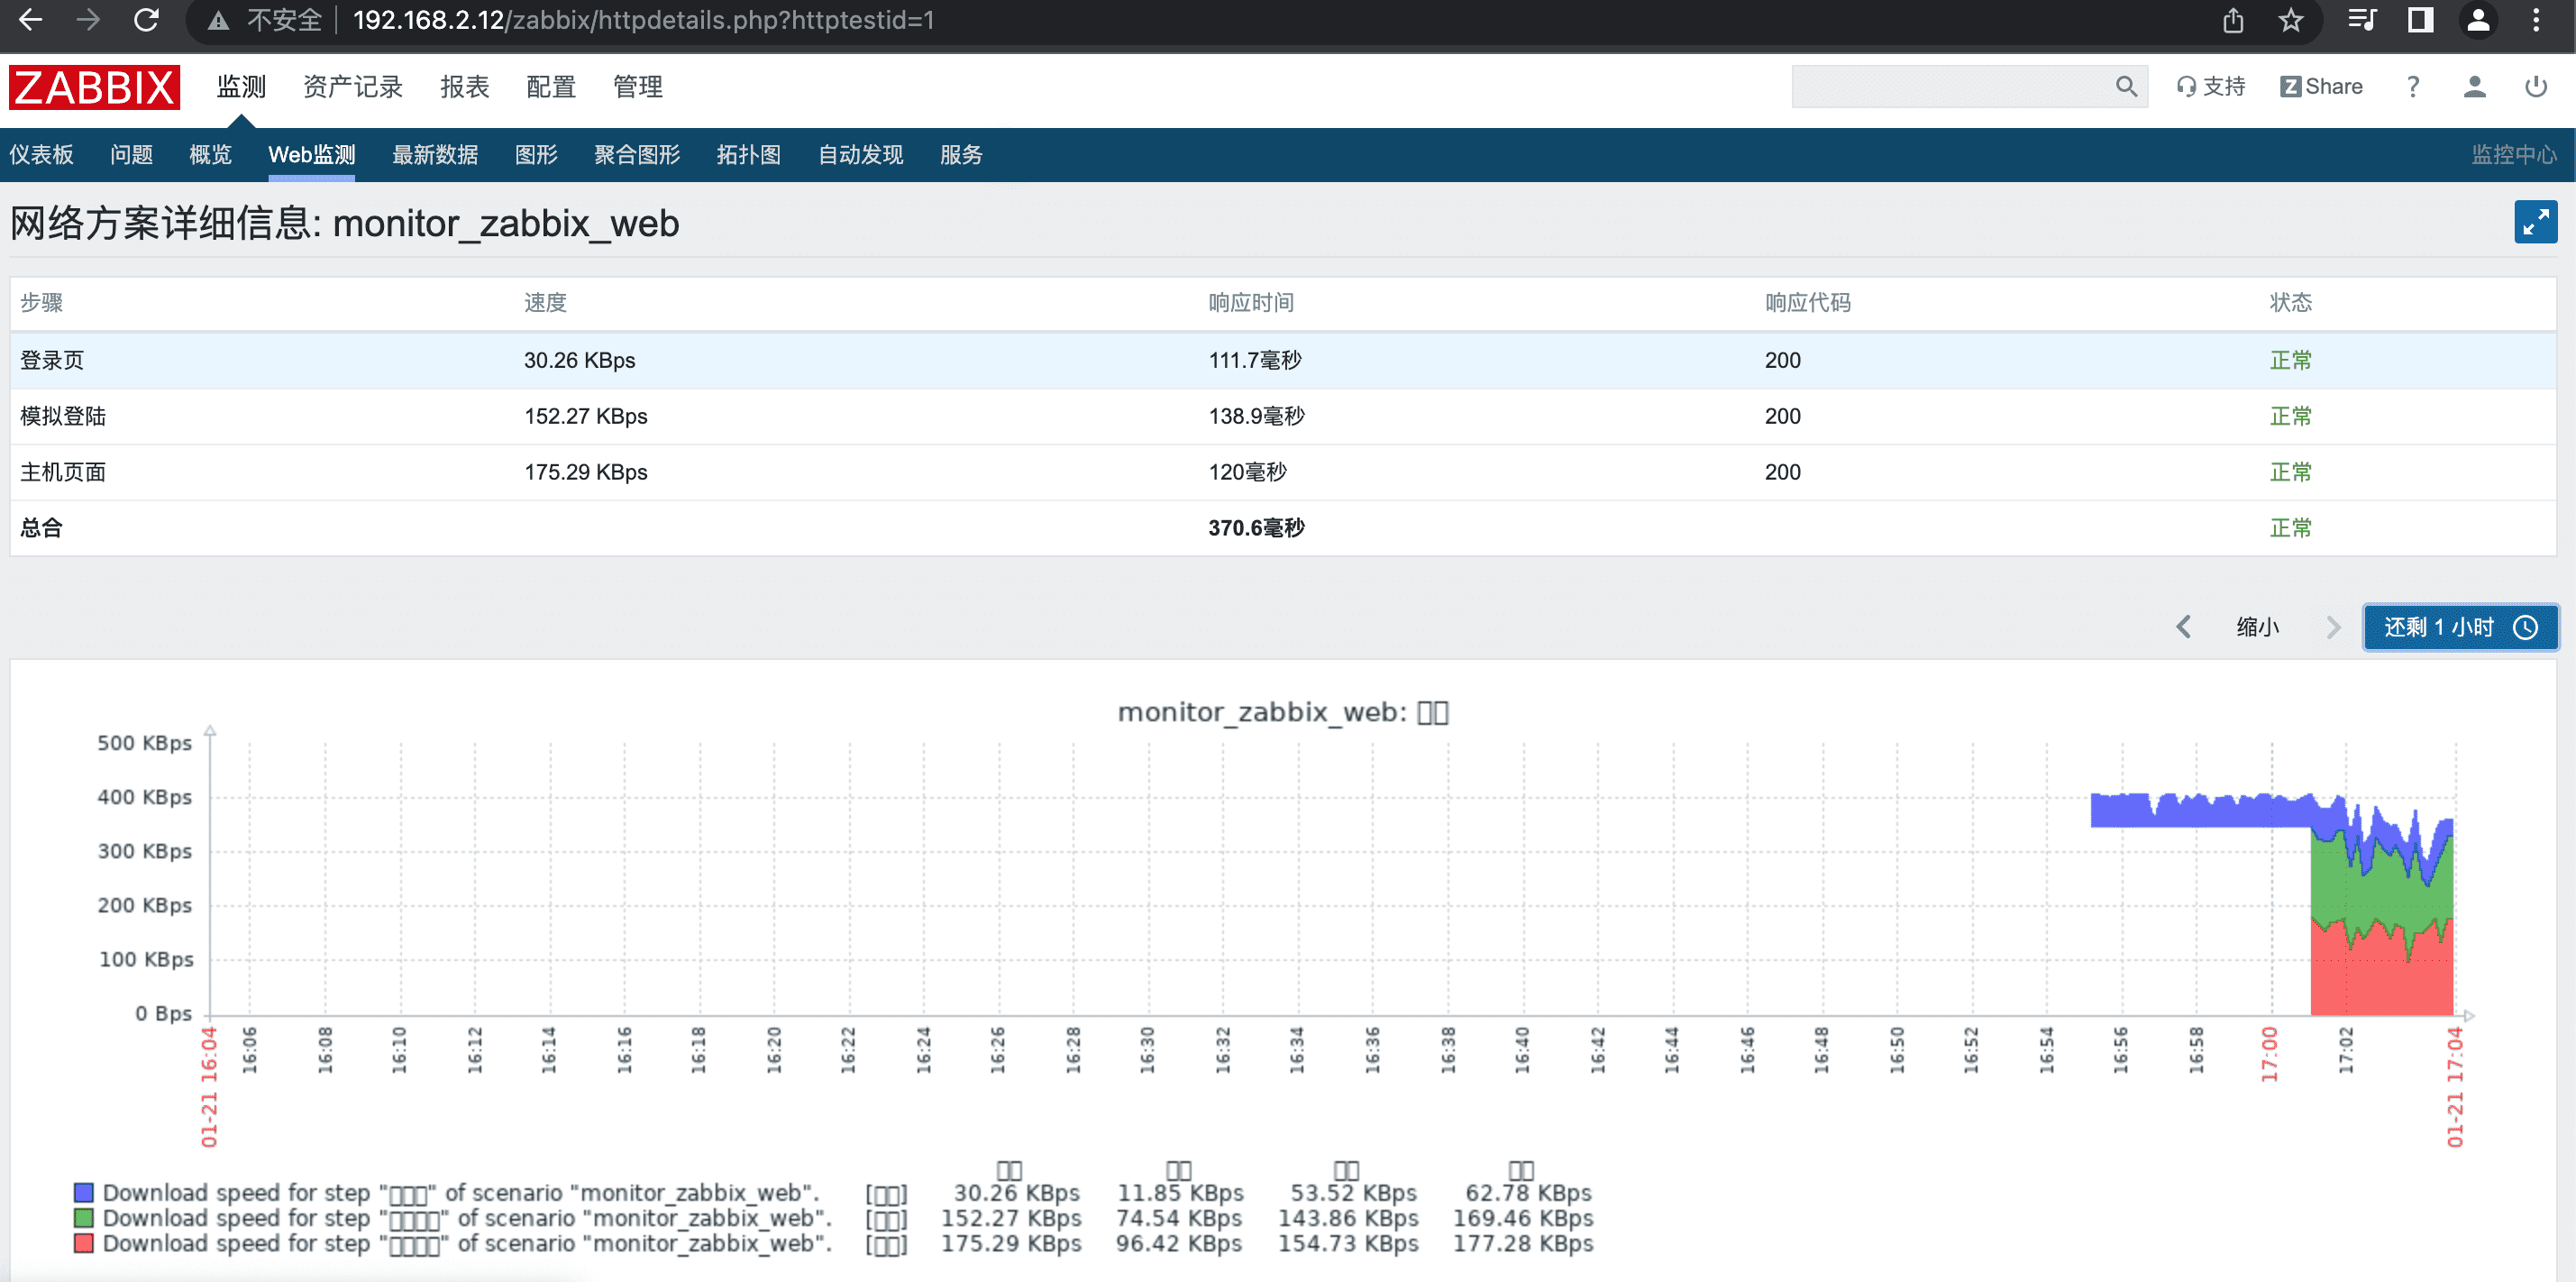 不安全 192.168.2.12/zabbix/httpdetails.php?httptestid=1
ZABBIX 监测 资产记录 报表 配置 管理 支持 Z Share ?
仪表板 问题 概览 Web监测 最新数据 图形 聚合图形 拓扑图 自动发现 服务 监控中心
网络方案详细信息: monitor_zabbix_web
步骤 速度 响应时间 响应代码 状态
登录页 30.26 KBps 111.7毫秒 200 正常
模拟登陆 152.27 KBps 138.9毫秒 200 正常
主机页面 175.29 KBps 120毫秒 200 正常
总合 370.6毫秒 正常
缩小 还剩 1 小时
monitor_zabbix_web: □□
500 KBps
400 KBps
300 KBps
200 KBps
100 KBps
0 Bps
01-21 16:04 16:06 16:08 16:10 16:12 16:14 16:16 16:18 16:20 16:22 16:24 16:26 16:28 16:30 16:32 16:34 16:36 16:38 16:40 16:42 16:44 16:46 16:48 16:50 16:52 16:54 16:56 16:58 17:00 17:02 01-21 17:04
□□ □□ □□ □□
Download speed for step "□□□" of scenario "monitor_zabbix_web". [□□] 30.26 KBps 11.85 KBps 53.52 KBps 62.78 KBps
Download speed for step "□□□□" of scenario "monitor_zabbix_web". [□□] 152.27 KBps 74.54 KBps 143.86 KBps 169.46 KBps
Download speed for step "□□□□" of scenario "monitor_zabbix_web". [□□] 175.29 KBps 96.42 KBps 154.73 KBps 177.28 KBps